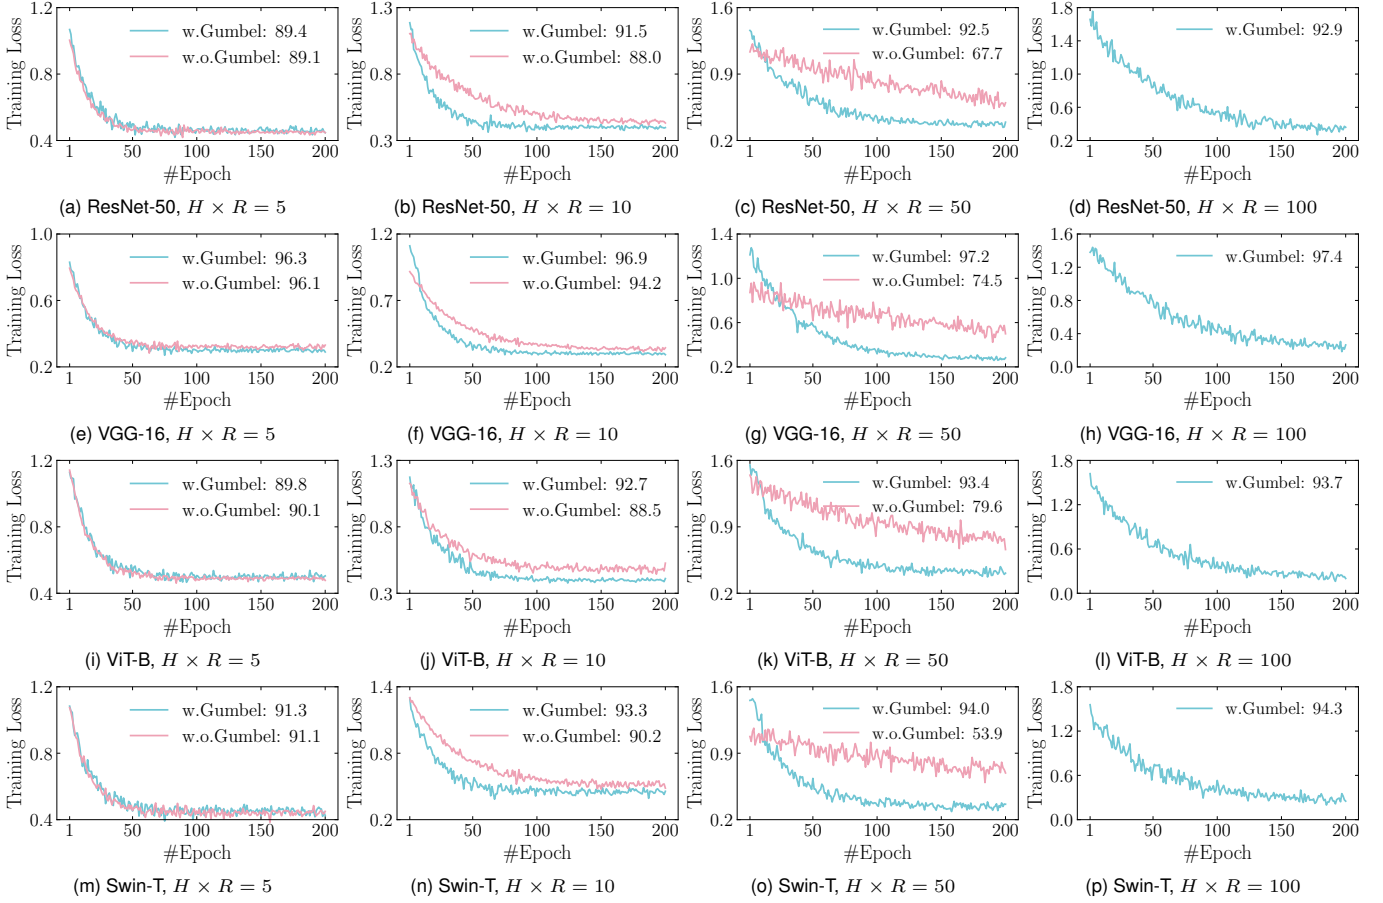 Training Loss
1.2
0.8
0.4
w.Gumbel: 89.4
w.o.Gumbel: 89.1
1 50 100 150 200
#Epoch
(a) ResNet-50, H × R = 5
Training Loss
1.3
0.8
0.3
w.Gumbel: 91.5
w.o.Gumbel: 88.0
1 50 100 150 200
#Epoch
(b) ResNet-50, H × R = 10
Training Loss
1.6
0.9
0.2
w.Gumbel: 92.5
w.o.Gumbel: 67.7
1 50 100 150 200
#Epoch
(c) ResNet-50, H × R = 50
Training Loss
1.8
1.4
1.0
0.6
0.2
w.Gumbel: 92.9
1 50 100 150 200
#Epoch
(d) ResNet-50, H × R = 100
Training Loss
1.0
0.6
0.2
w.Gumbel: 96.3
w.o.Gumbel: 96.1
1 50 100 150 200
#Epoch
(e) VGG-16, H × R = 5
Training Loss
1.2
0.7
0.2
w.Gumbel: 96.9
w.o.Gumbel: 94.2
1 50 100 150 200
#Epoch
(f) VGG-16, H × R = 10
Training Loss
1.4
1.0
0.6
0.2
w.Gumbel: 97.2
w.o.Gumbel: 74.5
1 50 100 150 200
#Epoch
(g) VGG-16, H × R = 50
Training Loss
1.6
1.2
0.8
0.4
0.0
w.Gumbel: 97.4
1 50 100 150 200
#Epoch
(h) VGG-16, H × R = 100
Training Loss
1.2
0.8
0.4
w.Gumbel: 89.8
w.o.Gumbel: 90.1
1 50 100 150 200
#Epoch
(i) ViT-B, H × R = 5
Training Loss
1.3
0.8
0.3
w.Gumbel: 92.7
w.o.Gumbel: 88.5
1 50 100 150 200
#Epoch
(j) ViT-B, H × R = 10
Training Loss
1.6
0.9
0.2
w.Gumbel: 93.4
w.o.Gumbel: 79.6
1 50 100 150 200
#Epoch
(k) ViT-B, H × R = 50
Training Loss
1.8
1.2
0.6
0.0
w.Gumbel: 93.7
1 50 100 150 200
#Epoch
(l) ViT-B, H × R = 100
Training Loss
1.2
0.8
0.4
w.Gumbel: 91.3
w.o.Gumbel: 91.1
1 50 100 150 200
#Epoch
(m) Swin-T, H × R = 5
Training Loss
1.4
0.8
0.2
w.Gumbel: 93.3
w.o.Gumbel: 90.2
1 50 100 150 200
#Epoch
(n) Swin-T, H × R = 10
Training Loss
1.6
0.9
0.2
w.Gumbel: 94.0
w.o.Gumbel: 53.9
1 50 100 150 200
#Epoch
(o) Swin-T, H × R = 50
Training Loss
1.8
1.2
0.6
0.0
w.Gumbel: 94.3
1 50 100 150 200
#Epoch
(p) Swin-T, H × R = 100